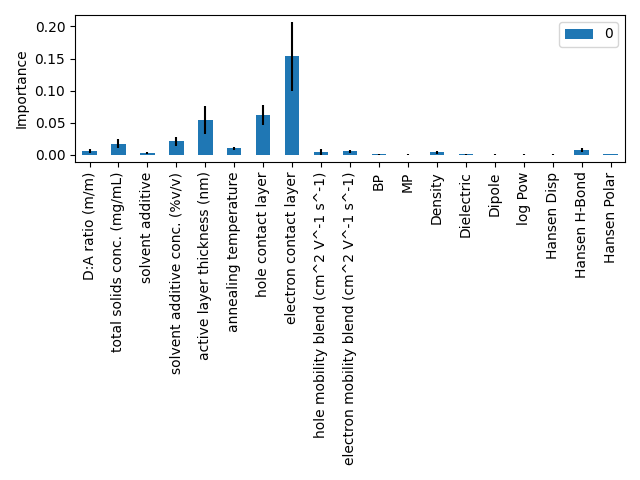 0
Importance
0.20
0.15
0.10
0.05
0.00
D:A ratio (m/m)
total solids conc. (mg/mL)
solvent additive
solvent additive conc. (%v/v)
active layer thickness (nm)
annealing temperature
hole contact layer
electron contact layer
hole mobility blend (cm^2 V^-1 s^-1)
electron mobility blend (cm^2 V^-1 s^-1)
BP
MP
Density
Dielectric
Dipole
log Pow
Hansen Disp
Hansen H-Bond
Hansen Polar